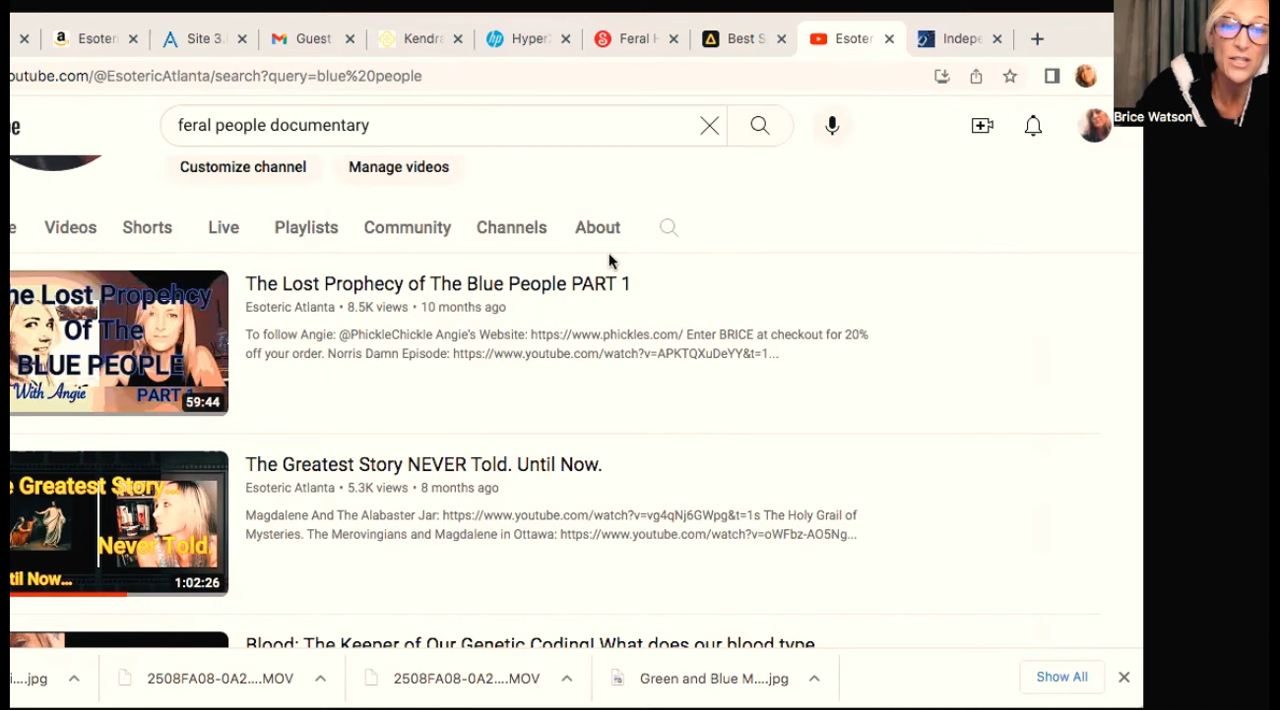 Esoteri
Site 3.
Guest
Kendra
Hyper
Feral H
Best S
Esoter
Indepe
outube.com/@EsotericAtlanta/search?query=blue%20people
Brice Watson
e
feral people documentary
Customize channel
Manage videos
e Videos Shorts Live Playlists Community Channels About
he Lost Propehcy
Of The
BLUE PEOPLE
With Angie PART
59:44
The Lost Prophecy of The Blue People PART 1
Esoteric Atlanta • 8.5K views • 10 months ago
To follow Angie: @PhickleChickle Angie's Website: https://www.phickles.com/ Enter BRICE at checkout for 20%
off your order. Norris Damn Episode: https://www.youtube.com/watch?v=APKTQXuDeYY&t=1...
e Greatest Story...
Never Told.
til Now...
1:02:26
The Greatest Story NEVER Told. Until Now.
Esoteric Atlanta • 5.3K views • 8 months ago
Magdalene And The Alabaster Jar: https://www.youtube.com/watch?v=vg4qNj6GWpg&t=1s The Holy Grail of
Mysteries. The Merovingians and Magdalene in Ottawa: https://www.youtube.com/watch?v=oWFbz-AO5Ng...
Blood: The Keeper of Our Genetic Coding! What does our blood type
i....jpg
2508FA08-0A2....MOV
2508FA08-0A2....MOV
Green and Blue M....jpg
Show All